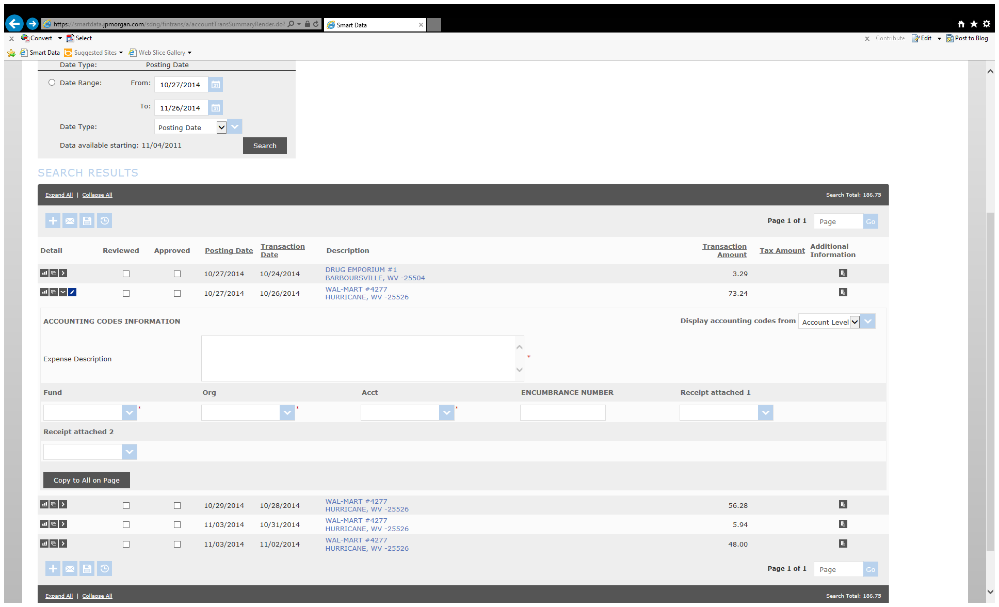 https://smartdata.jpmorgan.com/sdng/fintrans/a/accountTransSummaryRender.do?
Smart Data
Convert Select
Contribute Edit Post to Blog
Smart Data Suggested Sites Web Slice Gallery
Date Type: Posting Date
Date Range: From: 10/27/2014
To: 11/26/2014
Date Type: Posting Date
Data available starting: 11/04/2011 Search
SEARCH RESULTS
Expand All | Collapse All Search Total: 186.75
Page 1 of 1 Page Go
Detail Reviewed Approved Posting Date Transaction Date Description Transaction Amount Tax Amount Additional Information
10/27/2014 10/24/2014 DRUG EMPORIUM #1 3.29
BARBOURSVILLE, WV -25504
10/27/2014 10/26/2014 WAL-MART #4277 73.24
HURRICANE, WV -25526
ACCOUNTING CODES INFORMATION Display accounting codes from Account Level
Expense Description *
Fund Org Acct ENCUMBRANCE NUMBER Receipt attached 1
* * *
Receipt attached 2
Copy to All on Page
10/29/2014 10/28/2014 WAL-MART #4277 56.28
HURRICANE, WV -25526
11/03/2014 10/31/2014 WAL-MART #4277 5.94
HURRICANE, WV -25526
11/03/2014 11/02/2014 WAL-MART #4277 48.00
HURRICANE, WV -25526
Page 1 of 1 Page Go
Expand All | Collapse All Search Total: 186.75